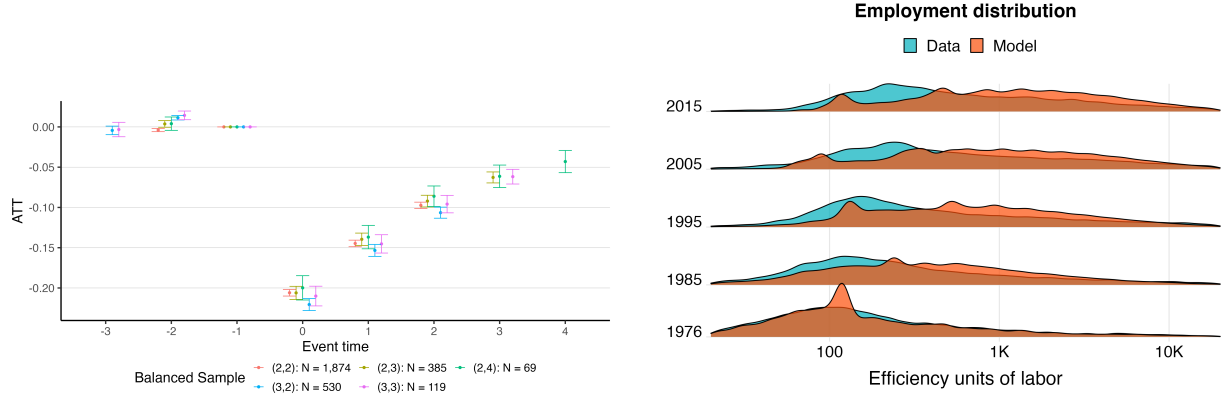 0.00
-0.05
-0.10
-0.15
-0.20
ATT
-3 -2 -1 0 1 2 3 4
Event time
Balanced Sample
(2,2): N = 1,874 (2,3): N = 385 (2,4): N = 69
(3,2): N = 530 (3,3): N = 119
Employment distribution
Data Model
2015
2005
1995
1985
1976
100 1K 10K
Efficiency units of labor